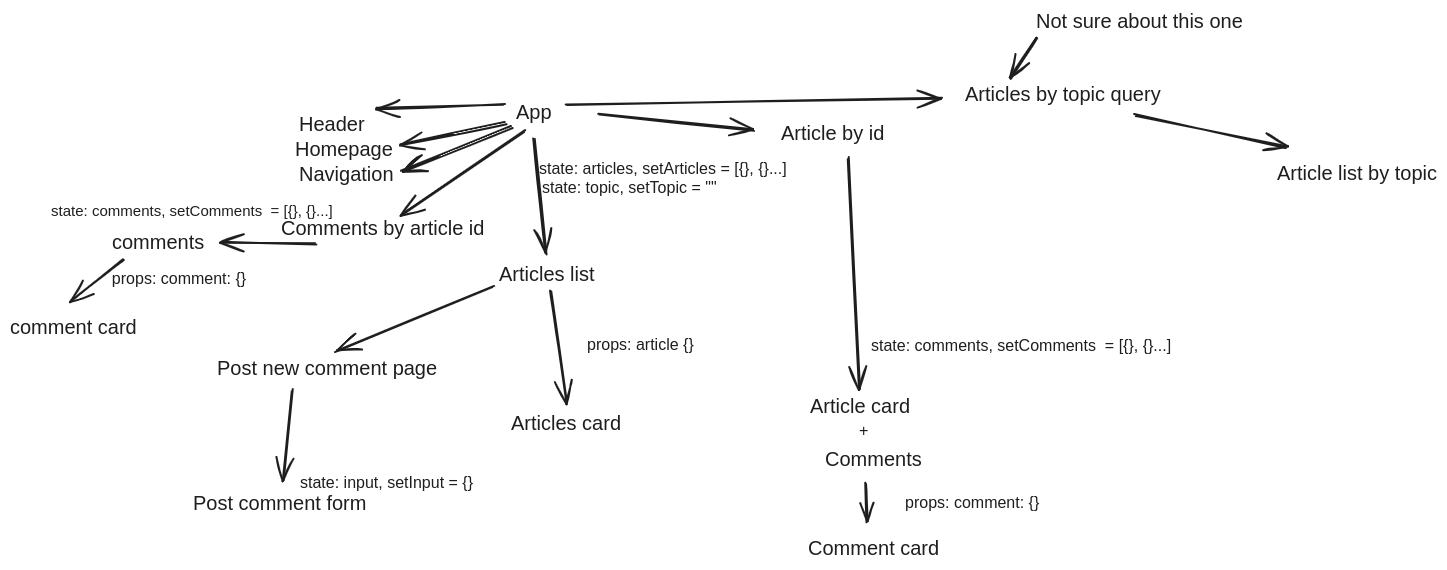 Not sure about this one
Articles by topic query
App
Header
Article by id
Homepage
Navigation
state: articles, setArticles = [{}, {}...]
Article list by topic
state: topic, setTopic = ""
state: comments, setComments  = [{}, {}...]
Comments by article id
comments
props: comment: {}
Articles list
comment card
props: article {}
state: comments, setComments  = [{}, {}...]
Post new comment page
Article card
Articles card
+
Comments
state: input, setInput = {}
Post comment form
props: comment: {}
Comment card